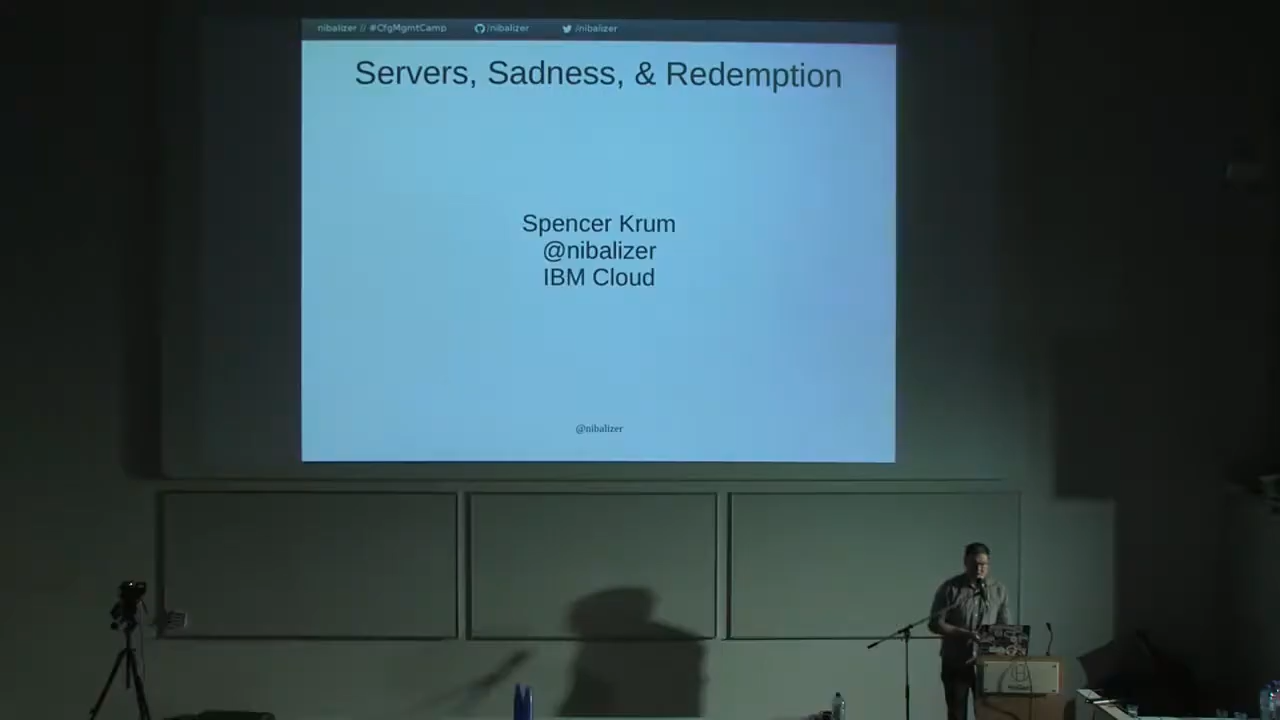 nibalizer // #CfgMgmtCamp /nibalizer /nibalizer
Servers, Sadness, & Redemption
Spencer Krum
@nibalizer
IBM Cloud
@nibalizer